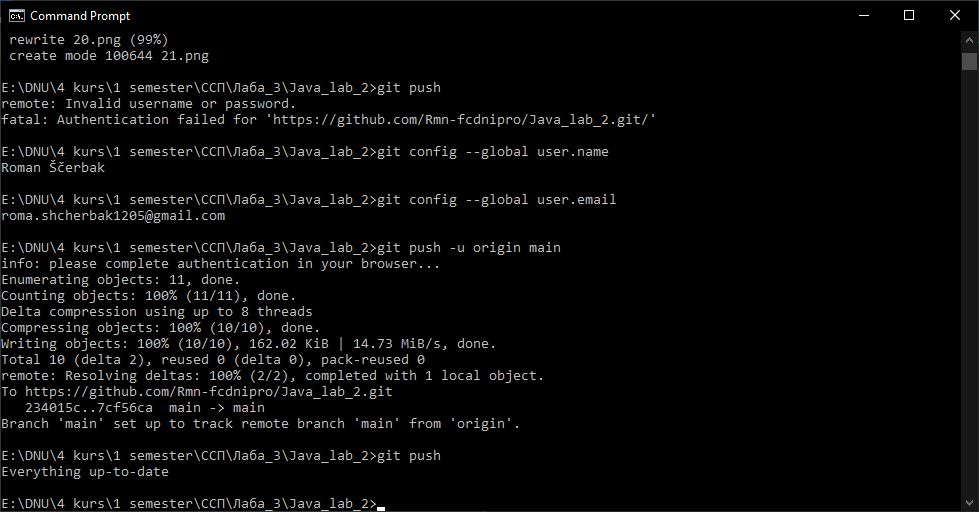 Command Prompt
rewrite 20.png (99%)
create mode 100644 21.png
E:\DNU\4 kurs\1 semester\ССП\Лаба_3\Java_lab_2>git push
remote: Invalid username or password.
fatal: Authentication failed for 'https://github.com/Rmn-fcdnipro/Java_lab_2.git/'
E:\DNU\4 kurs\1 semester\ССП\Лаба_3\Java_lab_2>git config --global user.name
Roman Ščerbak
E:\DNU\4 kurs\1 semester\ССП\Лаба_3\Java_lab_2>git config --global user.email
roma.shcherbak1205@gmail.com
E:\DNU\4 kurs\1 semester\ССП\Лаба_3\Java_lab_2>git push -u origin main
info: please complete authentication in your browser...
Enumerating objects: 11, done.
Counting objects: 100% (11/11), done.
Delta compression using up to 8 threads
Compressing objects: 100% (10/10), done.
Writing objects: 100% (10/10), 162.02 KiB | 14.73 MiB/s, done.
Total 10 (delta 2), reused 0 (delta 0), pack-reused 0
remote: Resolving deltas: 100% (2/2), completed with 1 local object.
To https://github.com/Rmn-fcdnipro/Java_lab_2.git
234015c..7cf56ca  main -> main
Branch 'main' set up to track remote branch 'main' from 'origin'.
E:\DNU\4 kurs\1 semester\ССП\Лаба_3\Java_lab_2>git push
Everything up-to-date
E:\DNU\4 kurs\1 semester\ССП\Лаба_3\Java_lab_2>